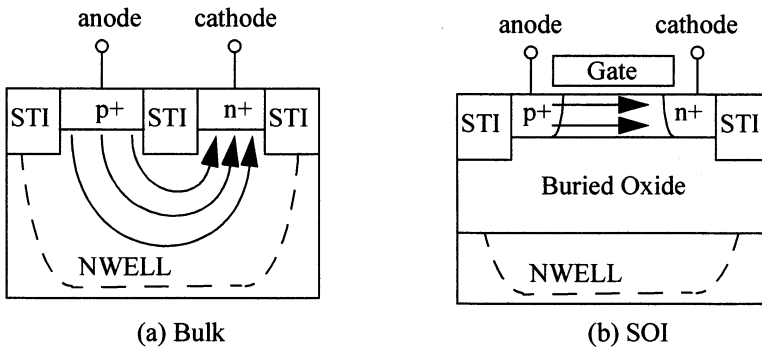 anode cathode
STI p+ STI n+ STI
NWELL
(a) Bulk
anode cathode
Gate
STI p+ n+ STI
Buried Oxide
NWELL
(b) SOI